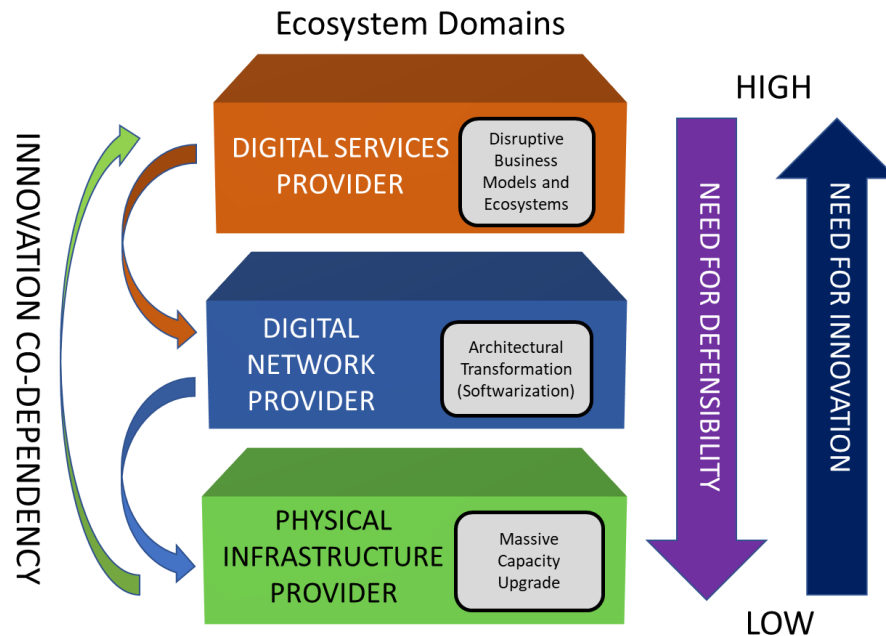 Ecosystem Domains
INNOVATION CO-DEPENDENCY
DIGITAL SERVICES
PROVIDER
Disruptive
Business
Models and
Ecosystems
DIGITAL
NETWORK
PROVIDER
Architectural
Transformation
(Softwarization)
PHYSICAL
INFRASTRUCTURE
PROVIDER
Massive
Capacity
Upgrade
HIGH
NEED FOR DEFENSIBILITY
NEED FOR INNOVATION
LOW